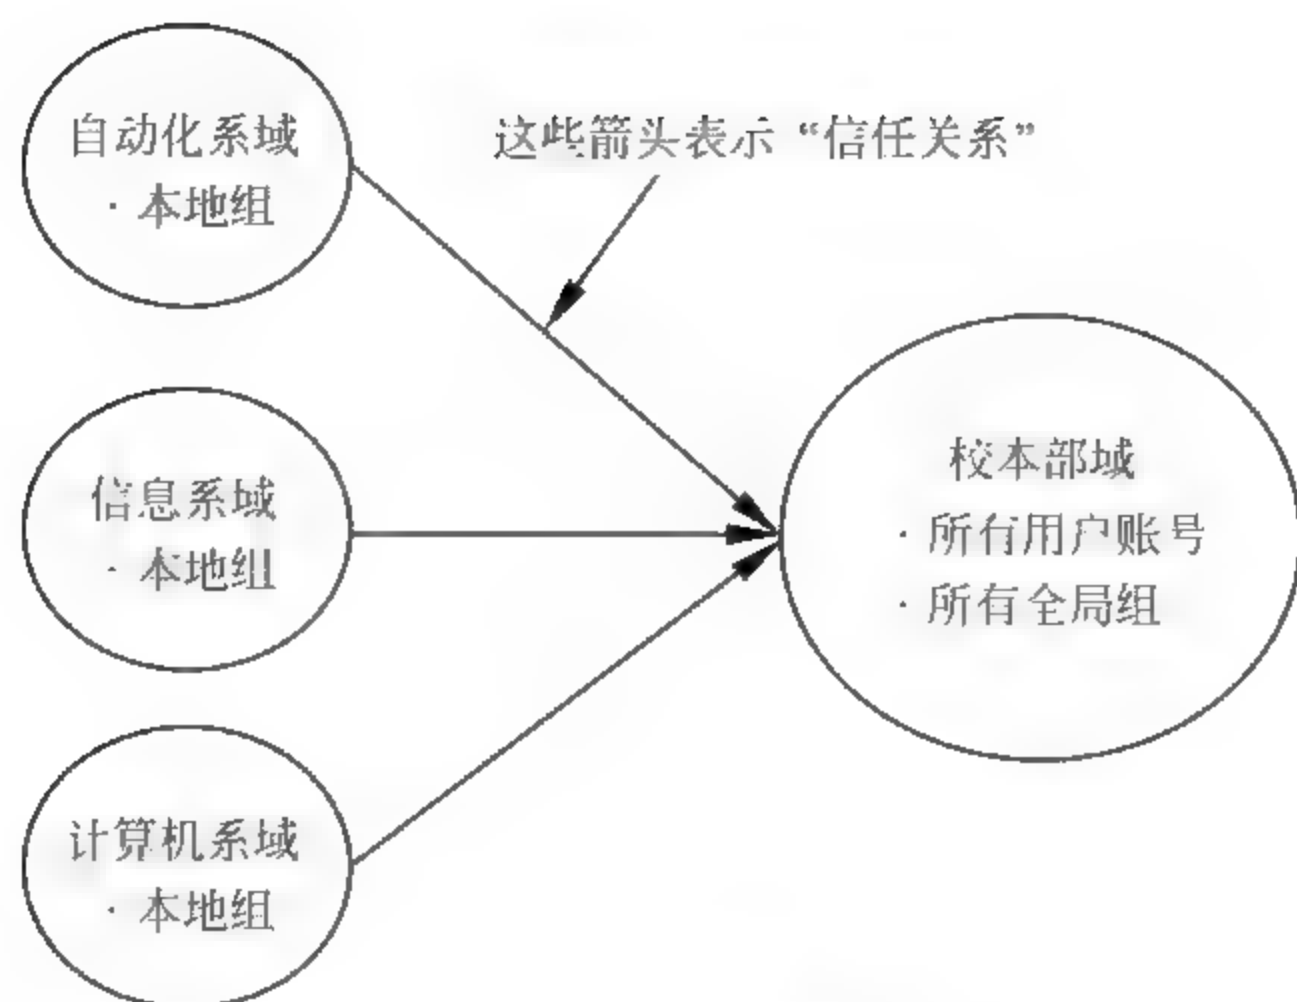 自动化系域
· 本地组
这些箭头表示“信任关系”
信息系域
· 本地组
校本部域
· 所有用户账号
· 所有全局组
计算机系域
· 本地组